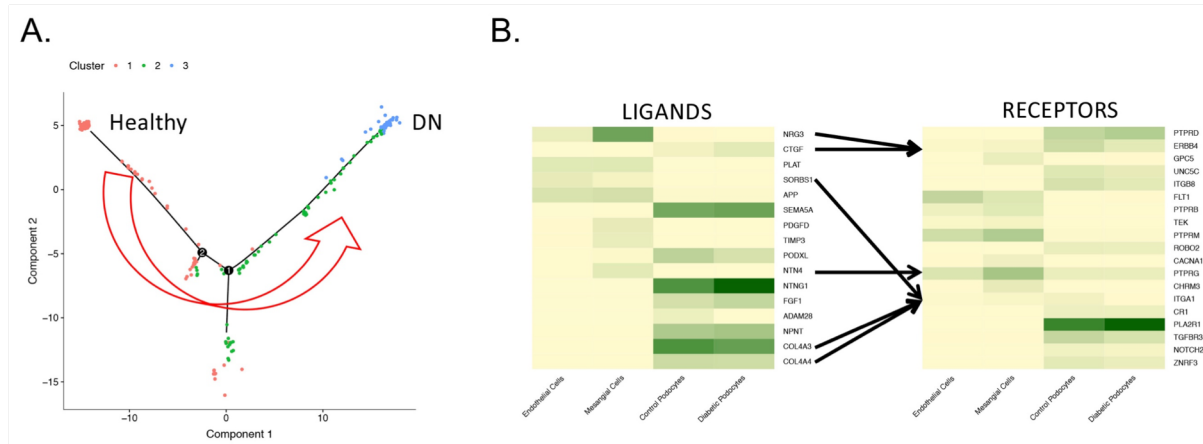 A.
Cluster 1 2 3
Healthy
DN
Component 2
5
0
−5
−10
−15
2
1
−10
0
10
Component 1
B.
LIGANDS
NRG3
CTGF
PLAT
SORBS1
APP
SEMA5A
PDGFD
TIMP3
PODXL
NTN4
NTNG1
FGF1
ADAM28
NPNT
COL4A3
COL4A4
Endothelial Cells
Mesangial Cells
Control Podocytes
Diabetic Podocytes
RECEPTORS
PTPRD
ERBB4
GPC5
UNC5C
ITGB8
FLT1
PTPRB
TEK
PTPRM
ROBO2
CACNA1
PTPRG
CHRM3
ITGA1
CR1
PLA2R1
TGFBR3
NOTCH2
ZNRF3
Endothelial Cells
Mesangial Cells
Control Podocytes
Diabetic Podocytes